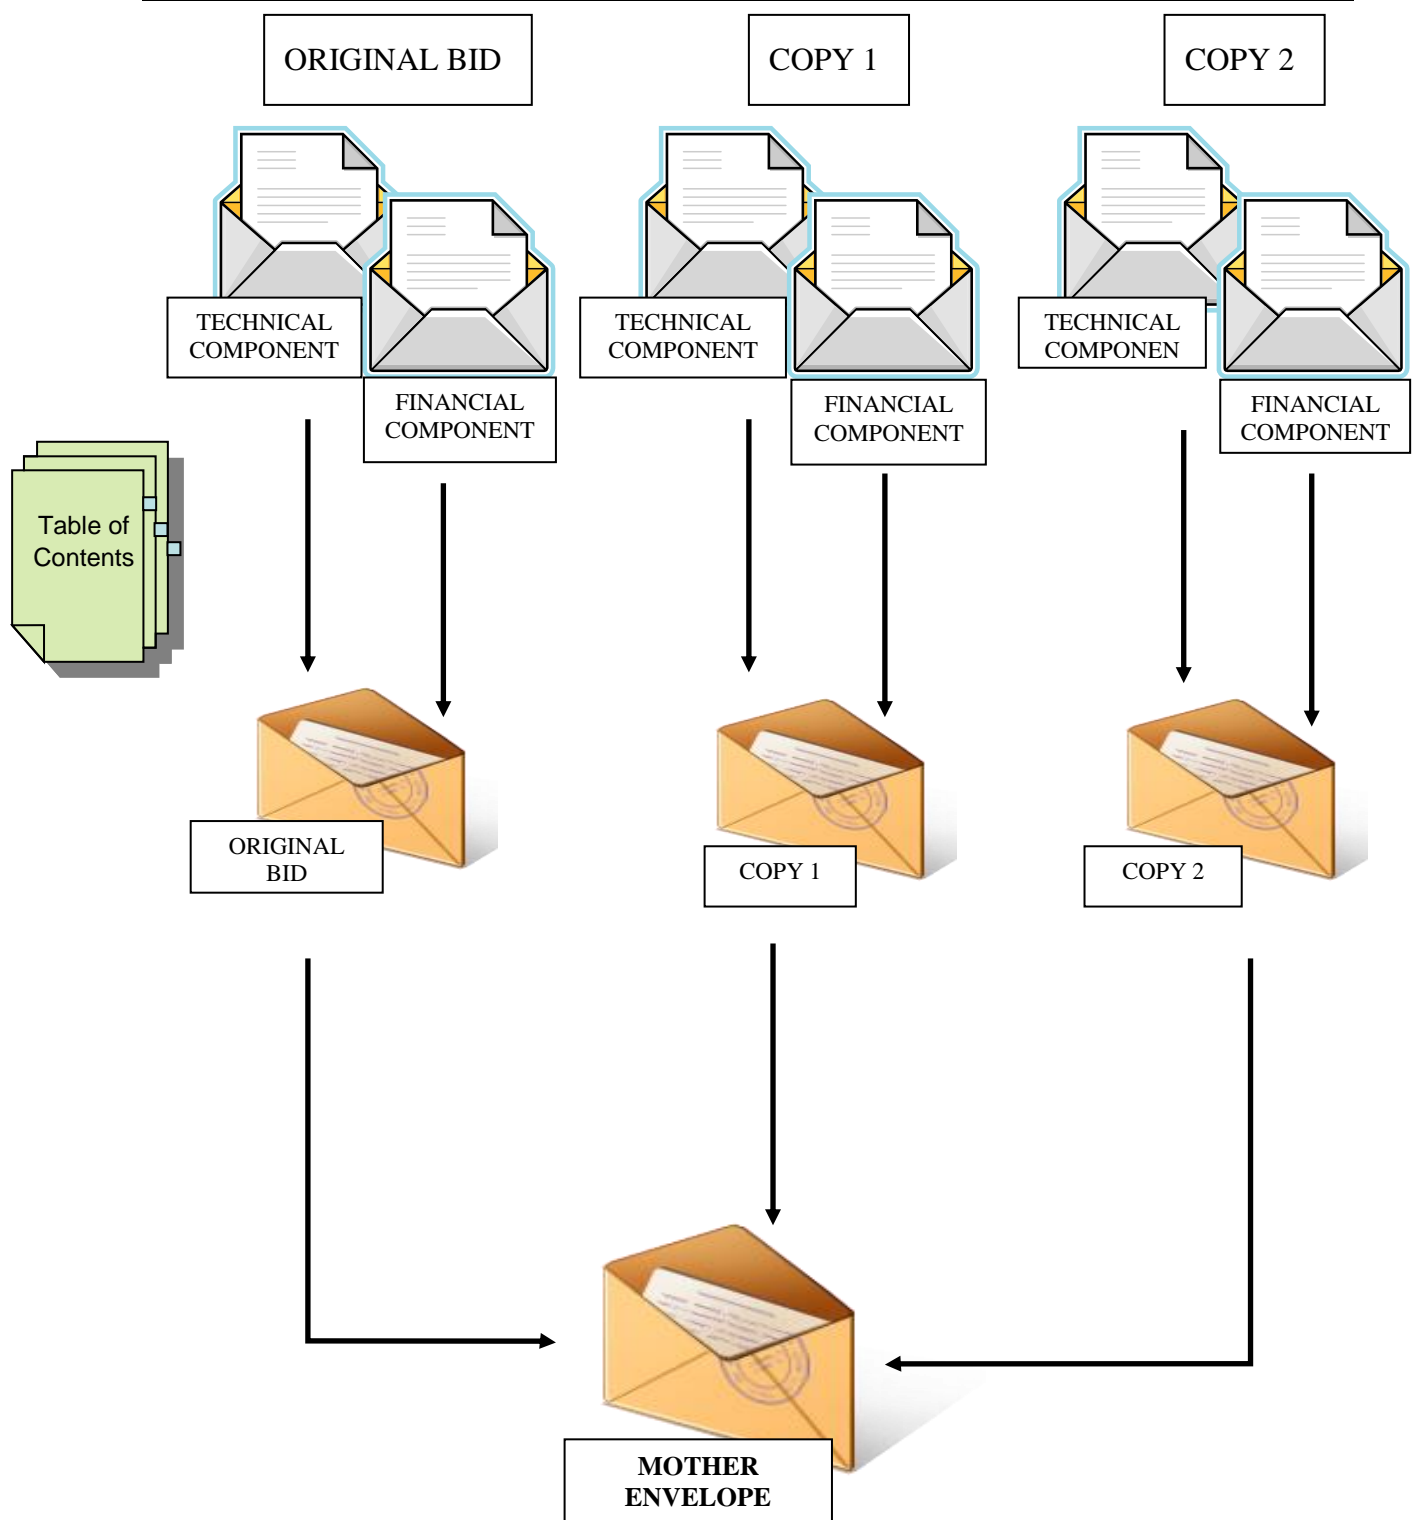 ORIGINAL BID
COPY 1
COPY 2
TECHNICAL
COMPONENT
FINANCIAL
COMPONENT
TECHNICAL
COMPONENT
FINANCIAL
COMPONENT
TECHNICAL
COMPONEN
FINANCIAL
COMPONENT
Table of
Contents
ORIGINAL
BID
COPY 1
COPY 2
MOTHER
ENVELOPE